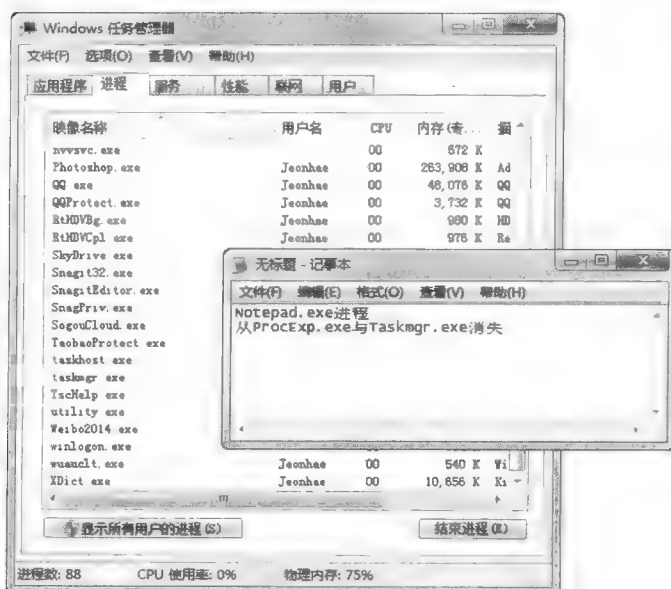 Windows 任务管理器
文件(F) 选项(O) 查看(V) 帮助(H)
应用程序 进程 服务 性能 联网 用户
映像名称 用户名 CPU 内存(专... 描
nvvsvc.exe 00 672 K
Photoshop.exe Jeonhae 00 263,908 K Ad
QQ exe Jeonhae 00 48,076 K QQ
QQProtect.exe Jeonhae 00 3,732 K QQ
RtHDVBg.exe Jeonhae 00 980 K HD
RtHDVCpl exe Jeonhae 00 976 K Re
SkyDrive exe
Snagit32.exe
SnagitEditor.exe
SnagPriv.exe
SogouCloud.exe
TaobaoProtect exe
taskhost exe
taskmgr exe
TscHelp exe
utility exe
Weibo2014 exe
winlogon.exe
wuauclt.exe Jeonhae 00 540 K Wi
XDict exe Jeonhae 00 10,656 K Ki
显示所有用户的进程(S) 结束进程(E)
进程数: 88 CPU 使用率: 0% 物理内存: 75%
无标题 - 记事本
文件(F) 编辑(E) 格式(O) 查看(V) 帮助(H)
Notepad.exe进程
从ProcExp.exe与Taskmgr.exe消失